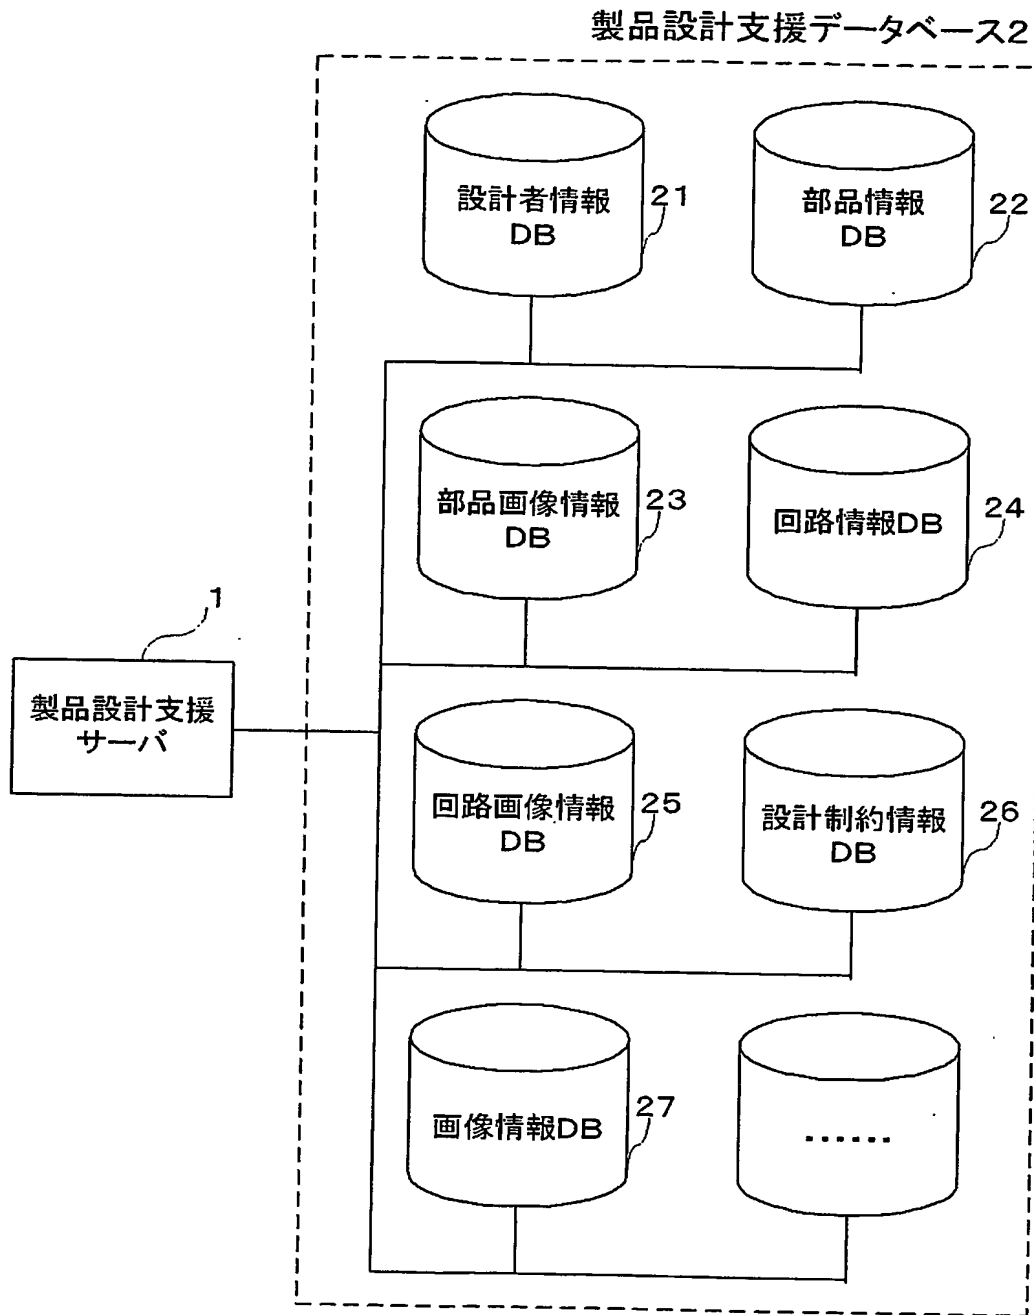 製品設計支援データベース2
設計者情報
DB
21
部品情報
DB
22
部品画像情報
DB
23
回路情報DB
24
1
製品設計支援
サーバ
回路画像情報
DB
25
設計制約情報
DB
26
画像情報DB
27
......